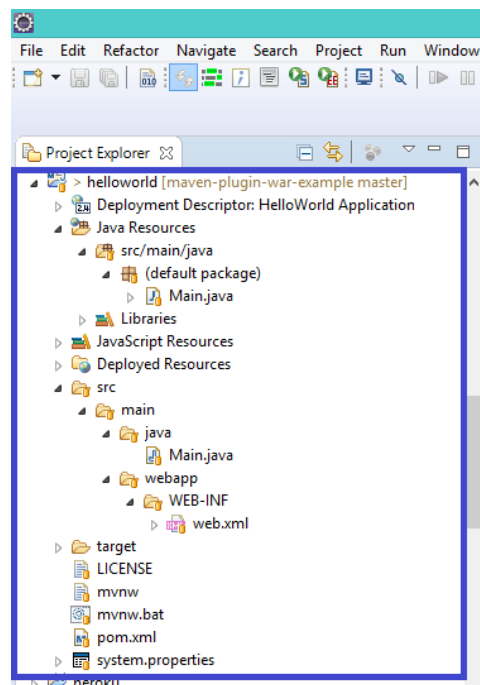 File Edit Refactor Navigate Search Project Run Window
Project Explorer
> helloworld [maven-plugin-war-example master]
Deployment Descriptor: HelloWorld Application
Java Resources
src/main/java
(default package)
Main.java
Libraries
JavaScript Resources
Deployed Resources
src
main
java
Main.java
webapp
WEB-INF
web.xml
target
LICENSE
mvnw
mvnw.bat
pom.xml
system.properties
heroku